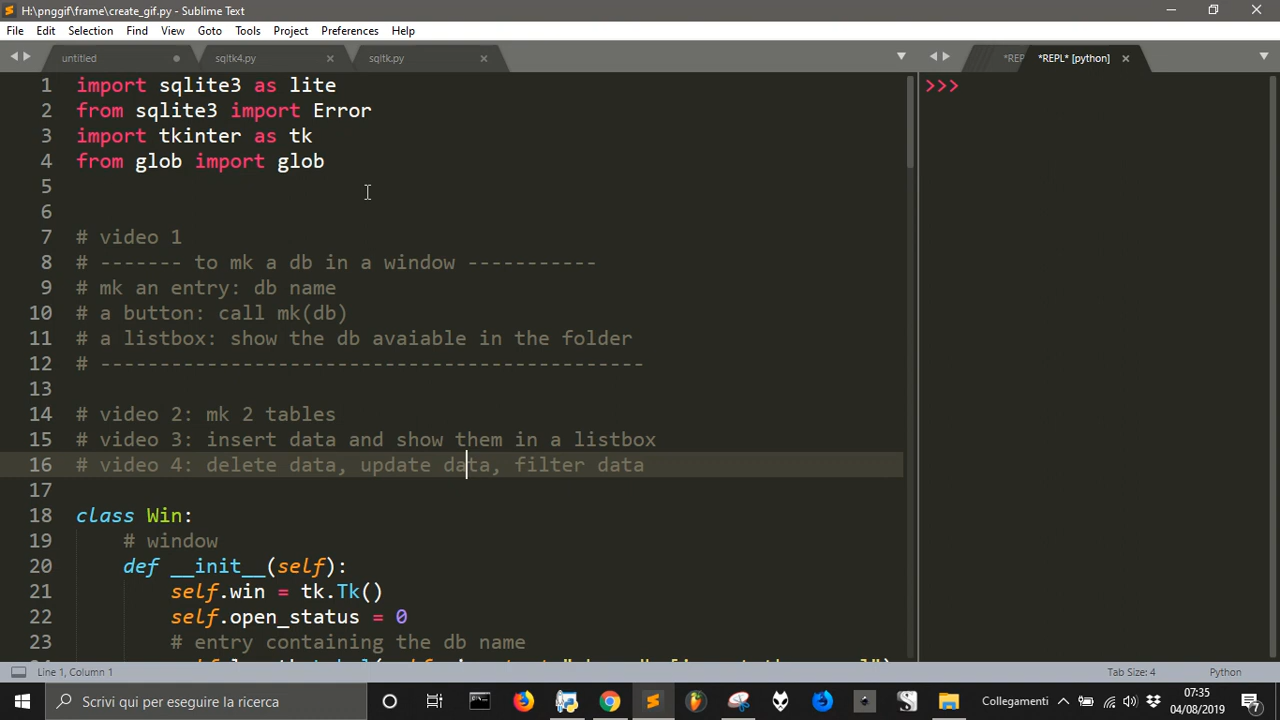 H:\pnggif\frame\create_gif.py - Sublime Text
File Edit Selection Find View Goto Tools Project Preferences Help
untitled sqltk4.py sqltk.py *REP *REPL* [python]
1 import sqlite3 as lite
2 from sqlite3 import Error
3 import tkinter as tk
4 from glob import glob
5
6
7 # video 1
8 # ------- to mk a db in a window -----------
9 # mk an entry: db name
10 # a button: call mk(db)
11 # a listbox: show the db avaiable in the folder
12 # ----------------------------------------------
13
14 # video 2: mk 2 tables
15 # video 3: insert data and show them in a listbox
16 # video 4: delete data, update data, filter data
17
18 class Win:
19 # window
20 def __init__(self):
21 self.win = tk.Tk()
22 self.open_status = 0
23 # entry containing the db name
>>>
Line 1, Column 1
Tab Size: 4
Python
Scrivi qui per eseguire la ricerca
Collegamenti
07:35
04/08/2019
7